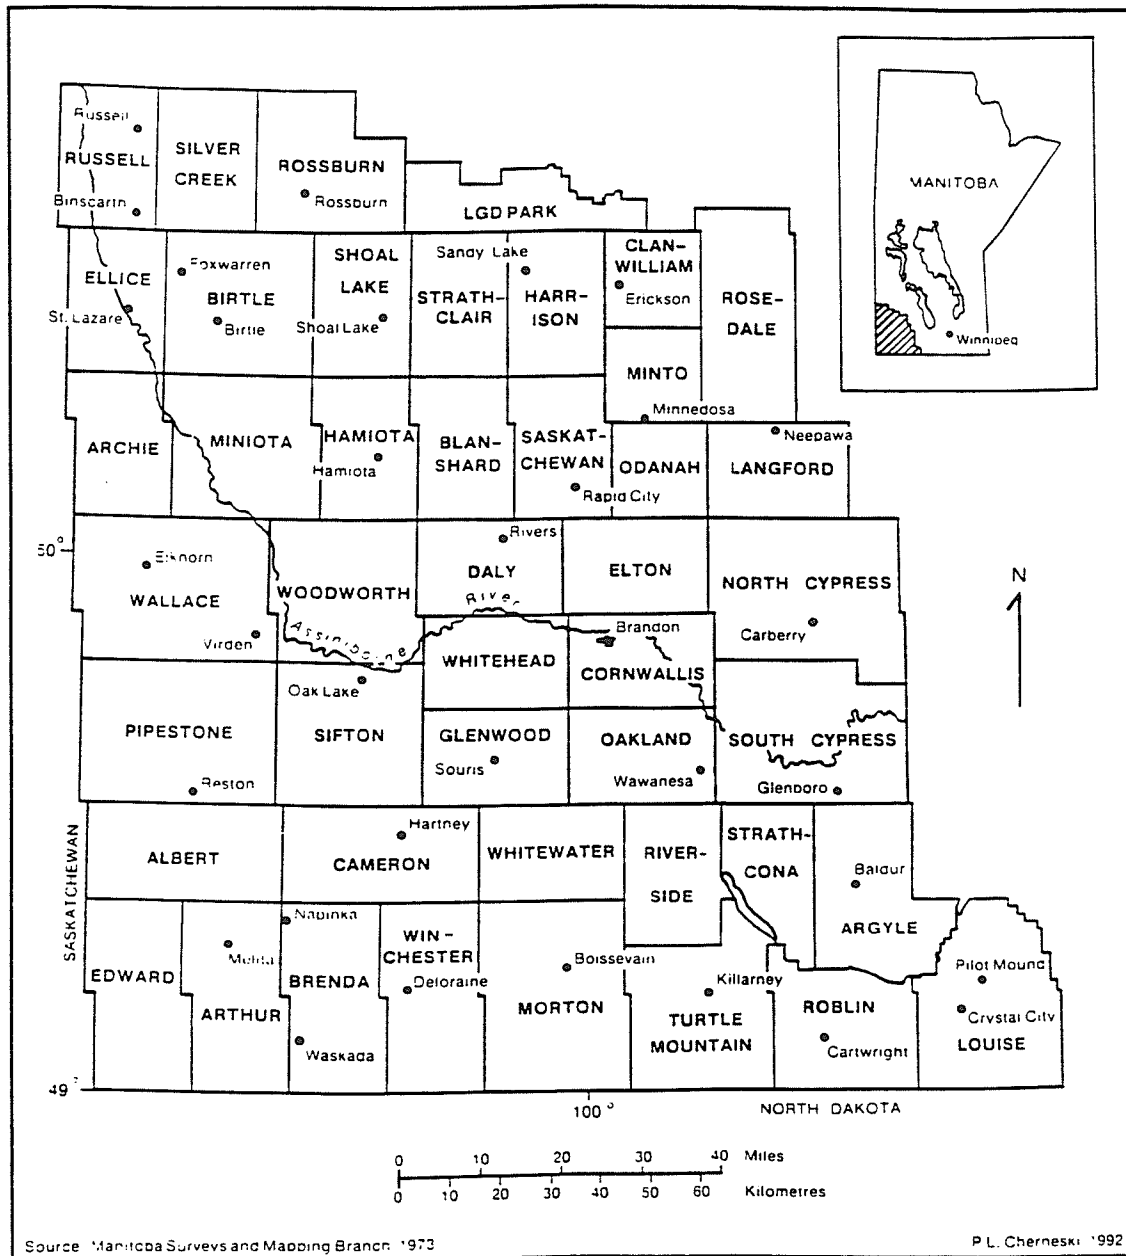 Russell
RUSSELL
Binscarth
SILVER
CREEK
ROSSBURN
Rossburn
LGD PARK
MANITOBA
Winnipeg
ELLICE
St. Lazare
Foxwarren
BIRTLE
Birtle
SHOAL
LAKE
Shoal Lake
STRATH-
CLAIR
Sandy Lake
HARR-
ISON
CLAN-
WILLIAM
Erickson
ROSE-
DALE
MINTO
Minnedosa
ARCHIE
MINIOTA
HAMIOTA
Hamiota
BLAN-
SHARD
SASKAT-
CHEWAN
Rapid City
ODANAH
Neepawa
LANGFORD
50°
Elkhorn
WALLACE
Virden
WOODWORTH
Rivers
DALY
ELTON
NORTH CYPRESS
Carberry
N
Assiniboine River
WHITEHEAD
Brandon
CORNWALLIS
PIPESTONE
Reston
Oak Lake
SIFTON
GLENWOOD
Souris
OAKLAND
Wawanesa
SOUTH CYPRESS
Glenboro
SASKATCHEWAN
ALBERT
Hartney
CAMERON
WHITEWATER
RIVER-
SIDE
STRATH-
CONA
Baldur
ARGYLE
EDWARD
Melita
ARTHUR
Napinka
BRENDA
Waskada
WIN-
CHESTER
Deloraine
Boissevain
MORTON
Killarney
TURTLE
MOUNTAIN
ROBLIN
Cartwright
Pilot Mound
Crystal City
LOUISE
49°
100°
NORTH DAKOTA
0 10 20 30 40 Miles
0 10 20 30 40 50 60 Kilometres
Source: Manitoba Surveys and Mapping Branch 1973
P.L. Cherneski 1992